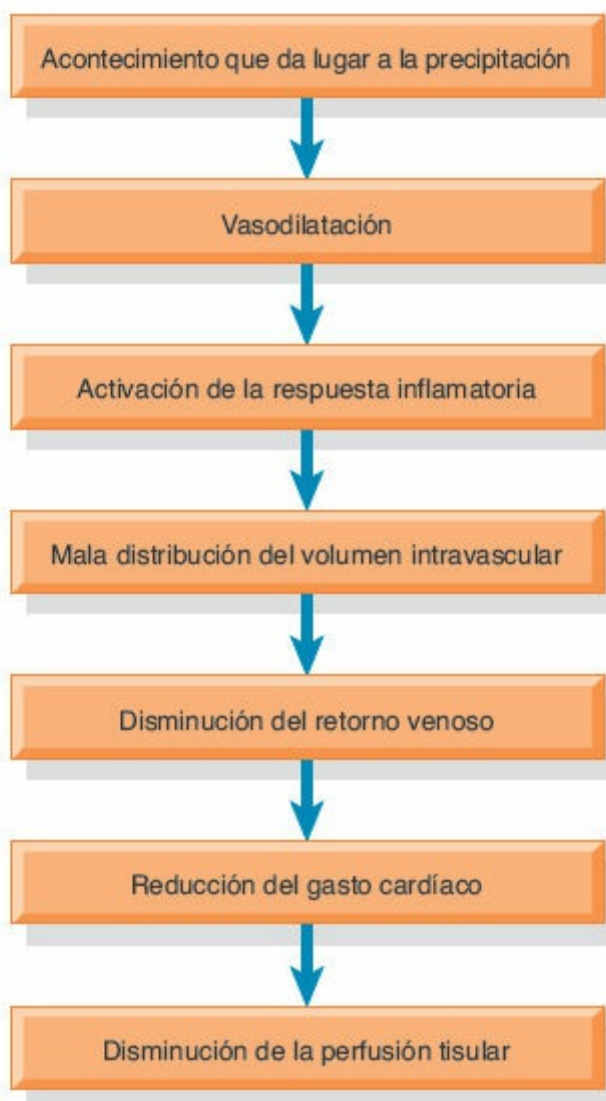 Acontecimiento que da lugar a la precipitación
Vasodilatación
Activación de la respuesta inflamatoria
Mala distribución del volumen intravascular
Disminución del retorno venoso
Reducción del gasto cardíaco
Disminución de la perfusión tisular